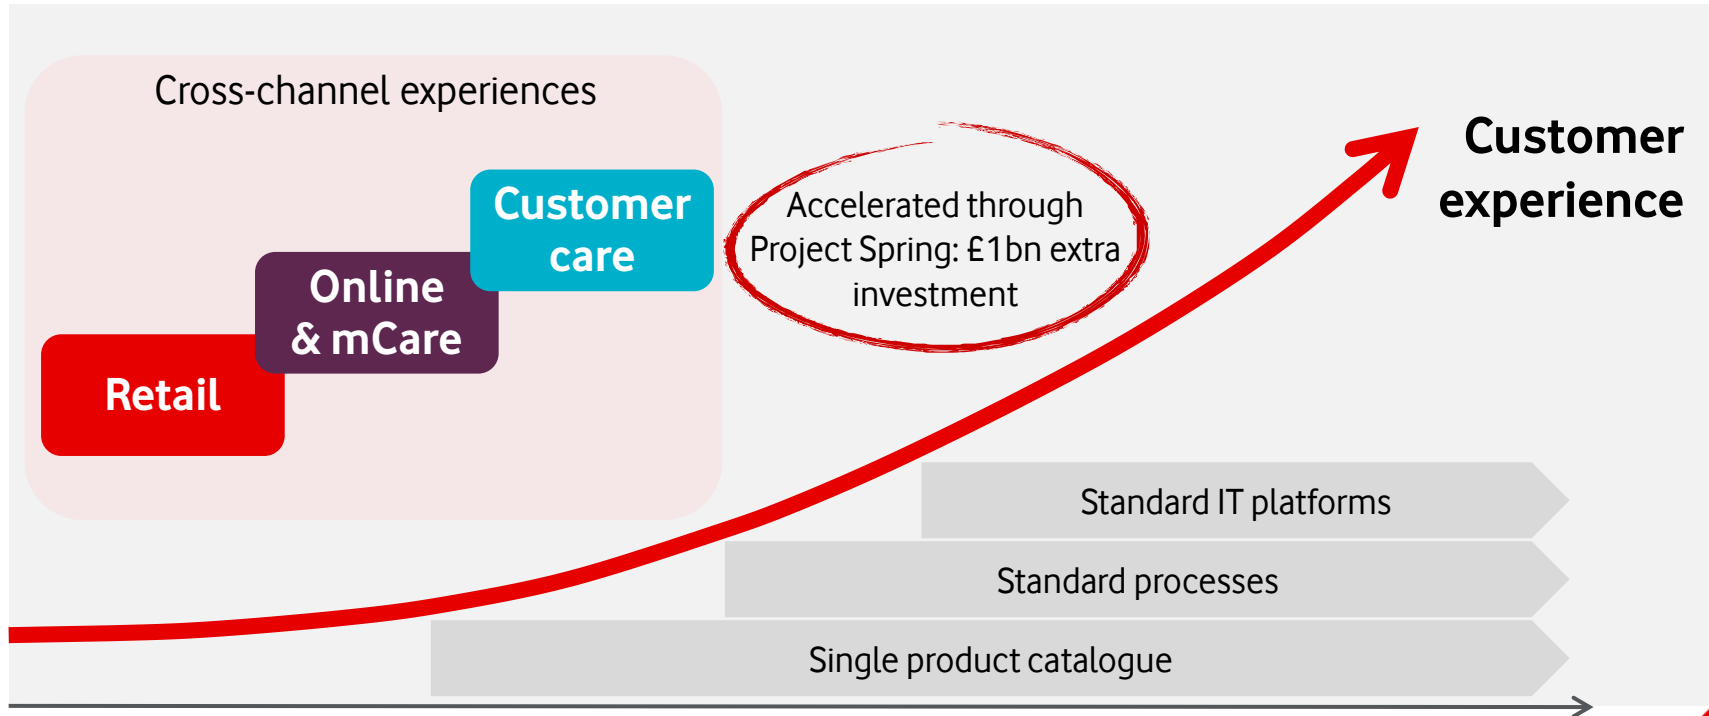 Cross-channel experiences
Customer
care
Online
& mCare
Retail
Accelerated through
Project Spring: £1bn extra
investment
Customer
experience
Standard IT platforms
Standard processes
Single product catalogue